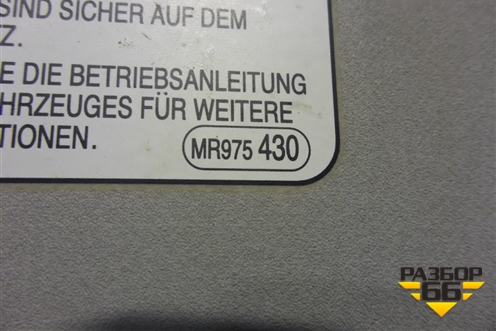 SIND SICHER AUF DEM
Z.
E DIE BETRIEBSANLEITUNG
HRZEUGES FÜR WEITERE
TIONEN.
MR975 430
РАЗБОР
66